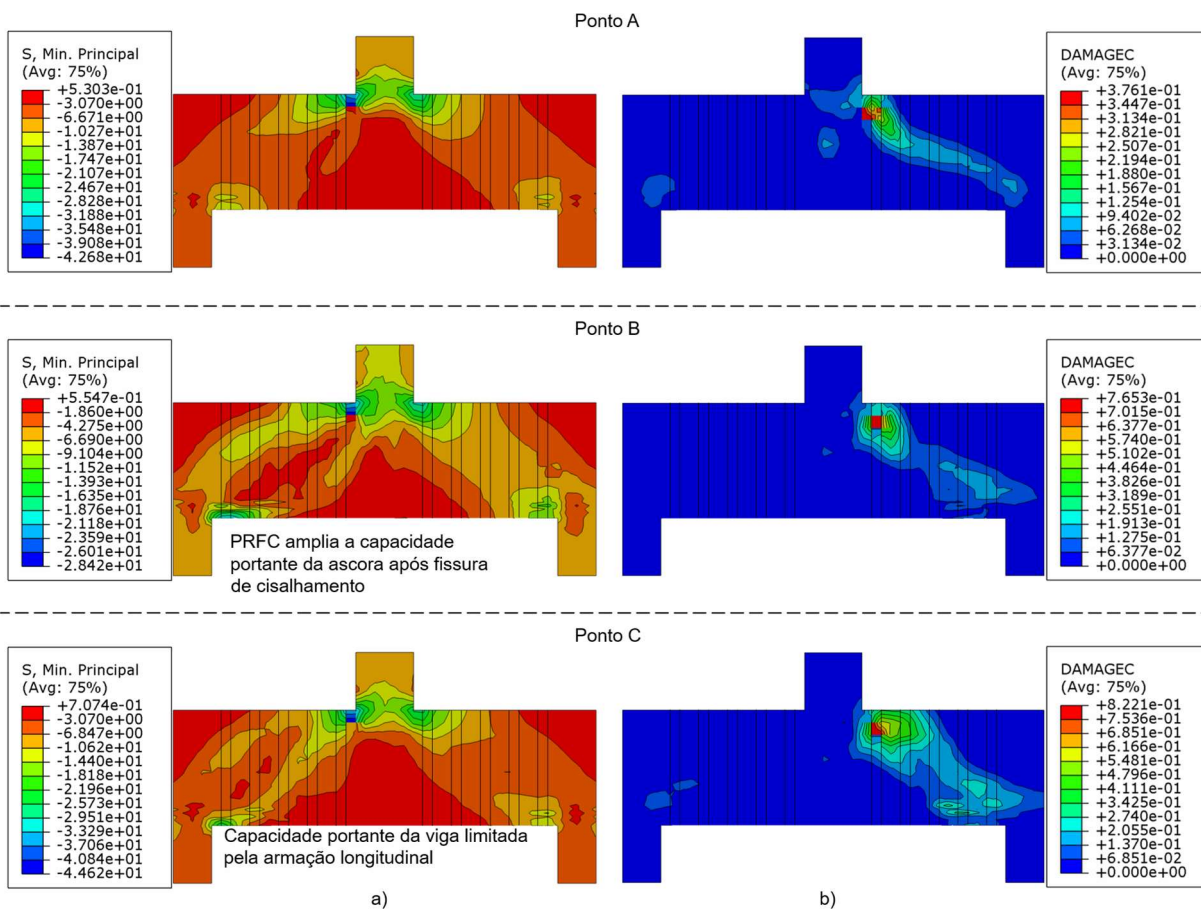 Ponto A
S, Min. Principal
(Avg: 75%)
+5.303e-01
-3.070e+00
-6.671e+00
-1.027e+01
-1.387e+01
-1.747e+01
-2.107e+01
-2.467e+01
-2.828e+01
-3.188e+01
-3.548e+01
-3.908e+01
-4.268e+01
DAMAGEC
(Avg: 75%)
+3.761e-01
+3.447e-01
+3.134e-01
+2.821e-01
+2.507e-01
+2.194e-01
+1.880e-01
+1.567e-01
+1.254e-01
+9.402e-02
+6.268e-02
+3.134e-02
+0.000e+00
Ponto B
S, Min. Principal
(Avg: 75%)
+5.547e-01
-1.860e+00
-4.275e+00
-6.690e+00
-9.104e+00
-1.152e+01
-1.393e+01
-1.635e+01
-1.876e+01
-2.118e+01
-2.359e+01
-2.601e+01
-2.842e+01
PRFC amplia a capacidade
portante da ascora após fissura
de cisalhamento
DAMAGEC
(Avg: 75%)
+7.653e-01
+7.015e-01
+6.377e-01
+5.740e-01
+5.102e-01
+4.464e-01
+3.826e-01
+3.189e-01
+2.551e-01
+1.913e-01
+1.275e-01
+6.377e-02
+0.000e+00
Ponto C
S, Min. Principal
(Avg: 75%)
+7.074e-01
-3.070e+00
-6.847e+00
-1.062e+01
-1.440e+01
-1.818e+01
-2.196e+01
-2.573e+01
-2.951e+01
-3.329e+01
-3.706e+01
-4.084e+01
-4.462e+01
Capacidade portante da viga limitada
pela armação longitudinal
DAMAGEC
(Avg: 75%)
+8.221e-01
+7.536e-01
+6.851e-01
+6.166e-01
+5.481e-01
+4.796e-01
+4.111e-01
+3.425e-01
+2.740e-01
+2.055e-01
+1.370e-01
+6.851e-02
+0.000e+00
a)
b)